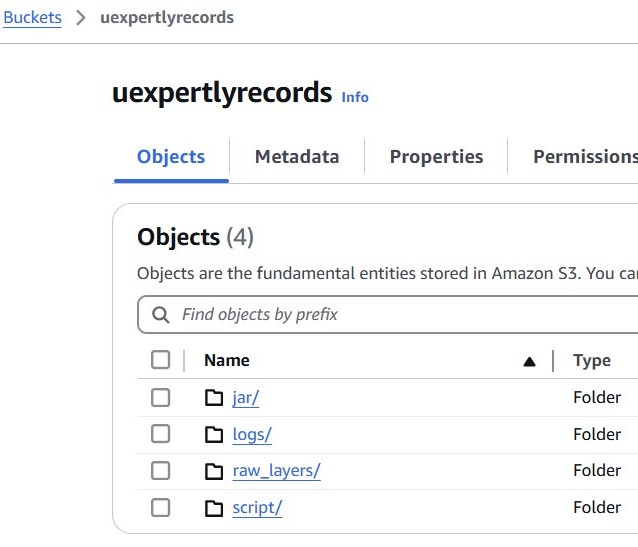 Buckets > uexpertlyrecords
uexpertlyrecords Info
Objects Metadata Properties Permissions
Objects (4)
Objects are the fundamental entities stored in Amazon S3. You
Find objects by prefix
Name Type
jar/ Folder
logs/ Folder
raw_layers/ Folder
script/ Folder